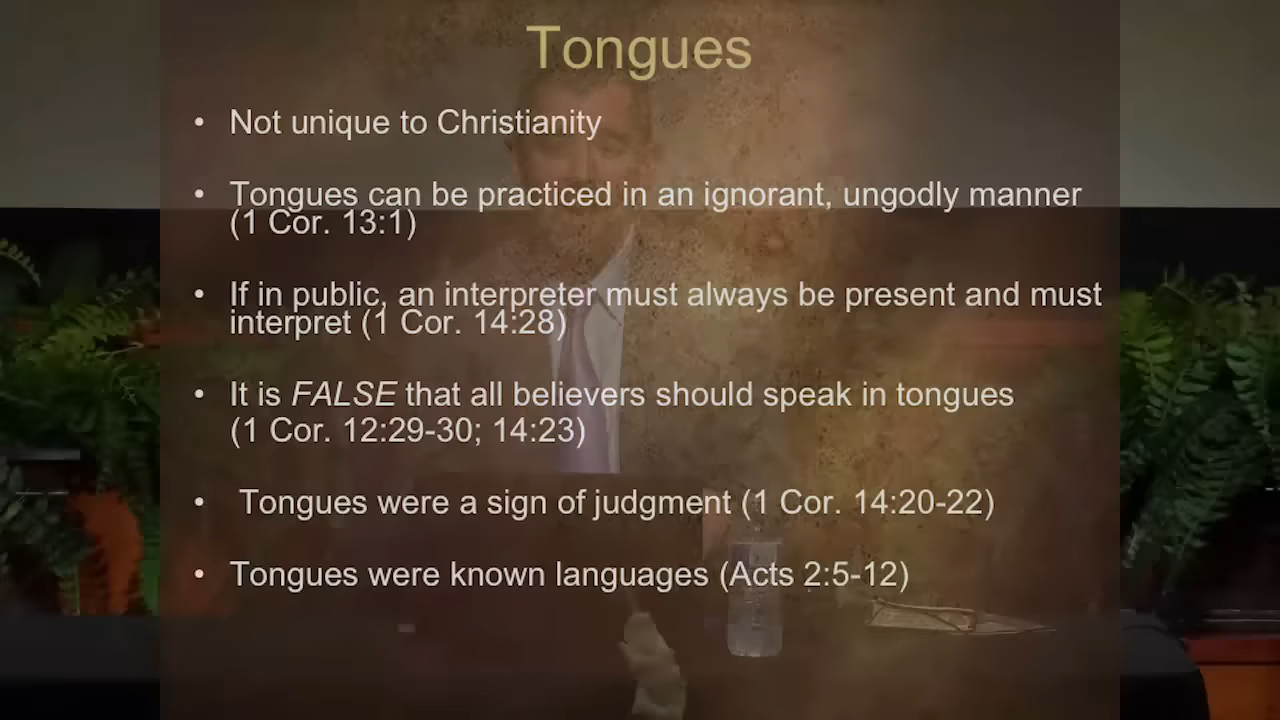 Tongues
• Not unique to Christianity
• Tongues can be practiced in an ignorant, ungodly manner
(1 Cor. 13:1)
• If in public, an interpreter must always be present and must
interpret (1 Cor. 14:28)
• It is FALSE that all believers should speak in tongues
(1 Cor. 12:29-30; 14:23)
• Tongues were a sign of judgment (1 Cor. 14:20-22)
• Tongues were known languages (Acts 2:5-12)